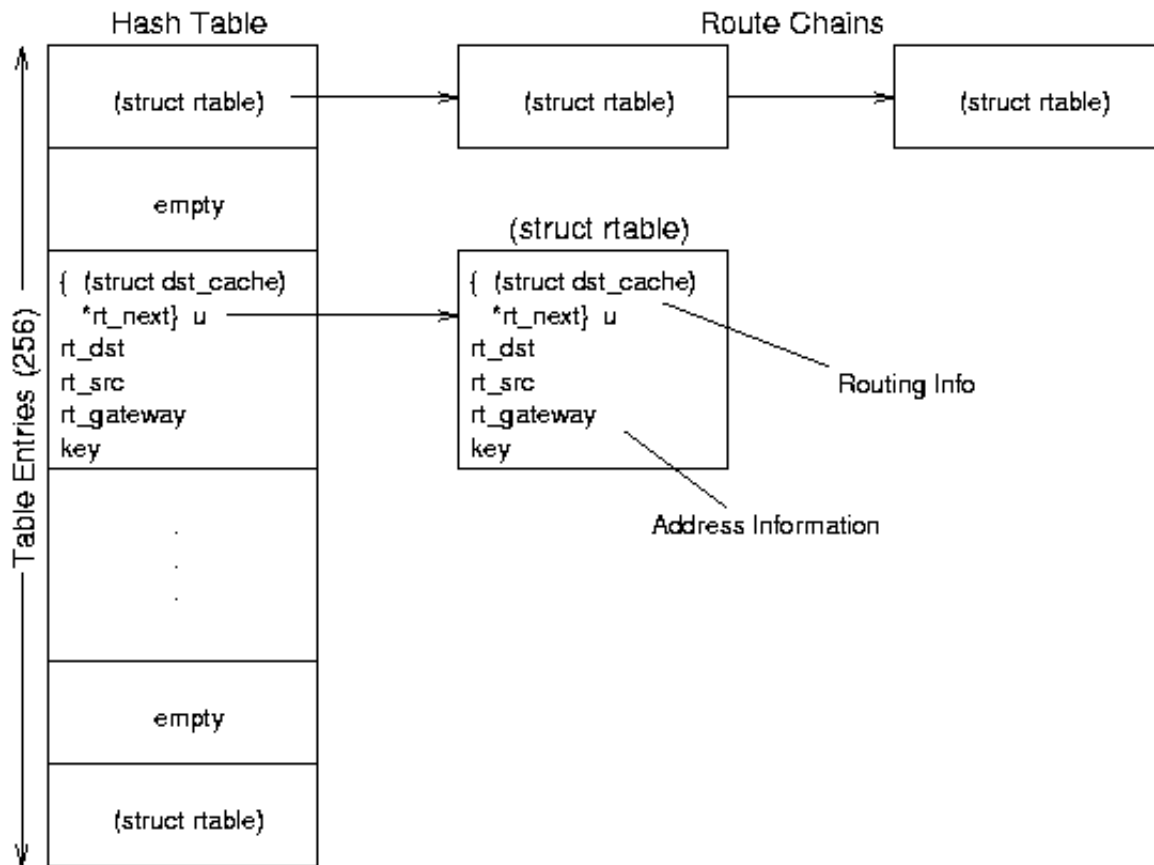 Hash Table
Route Chains
(struct rtable)
(struct rtable)
(struct rtable)
empty
(struct rtable)
{ (struct dst_cache)
*rt_next} u
rt_dst
rt_src
rt_gateway
key
{ (struct dst_cache)
*rt_next} u
rt_dst
rt_src
rt_gateway
key
Routing Info
Address Information
Table Entries (256)
.
.
.
empty
(struct rtable)